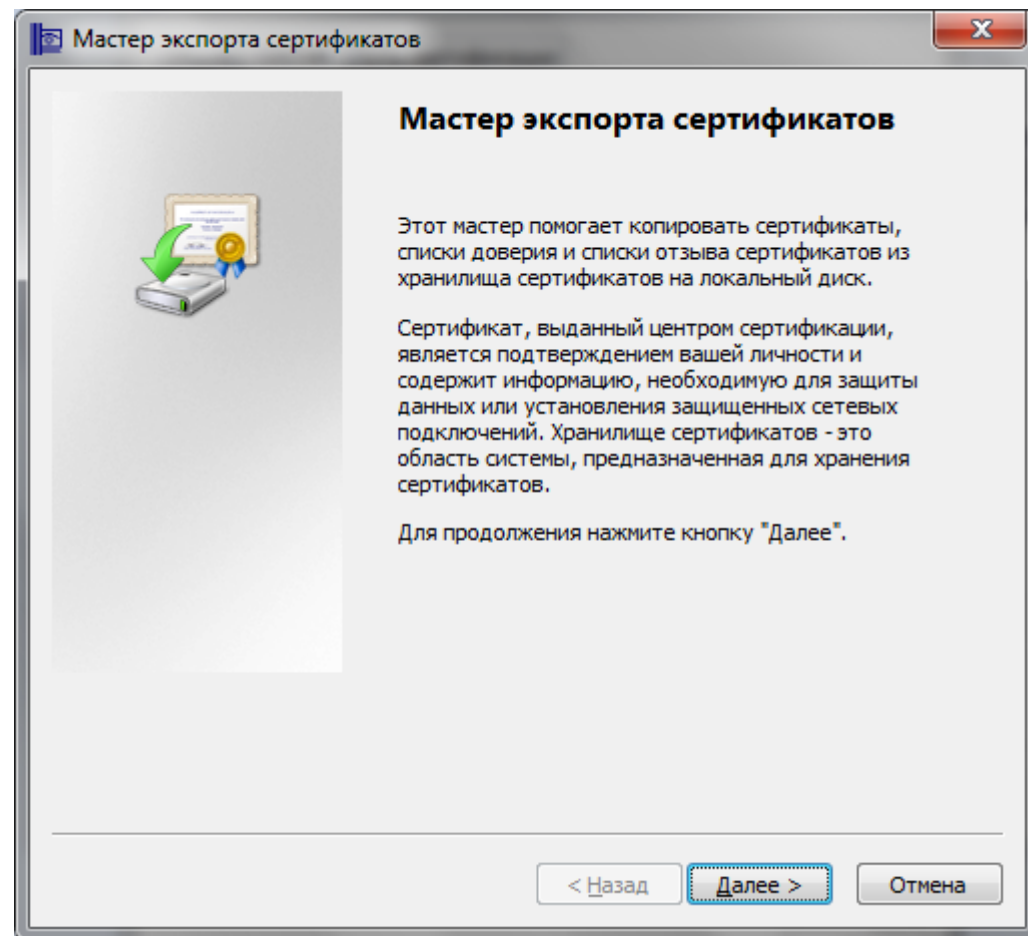 Мастер экспорта сертификатов
Мастер экспорта сертификатов
Этот мастер помогает копировать сертификаты,
списки доверия и списки отзыва сертификатов из
хранилища сертификатов на локальный диск.
Сертификат, выданный центром сертификации,
является подтверждением вашей личности и
содержит информацию, необходимую для защиты
данных или установления защищенных сетевых
подключений. Хранилище сертификатов - это
область системы, предназначенная для хранения
сертификатов.
Для продолжения нажмите кнопку "Далее".
< Назад Далее > Отмена